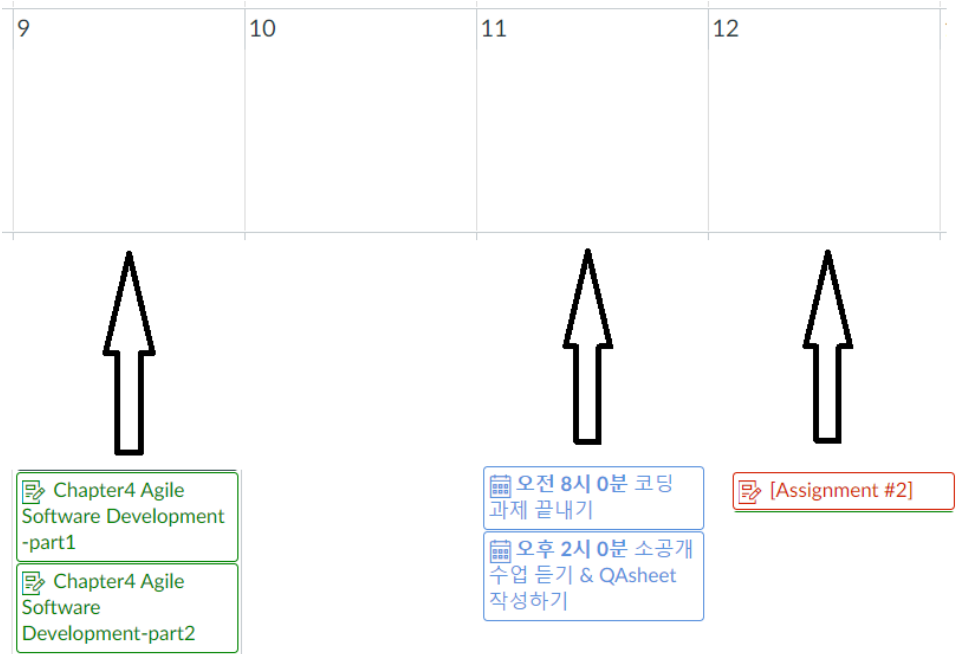 9
10
11
12
Chapter4 Agile
Software Development
-part1
Chapter4 Agile
Software
Development-part2
오전 8시 0분 코딩
과제 끝내기
오후 2시 0분 소공개
수업 듣기 & QAsheet
작성하기
[Assignment #2]